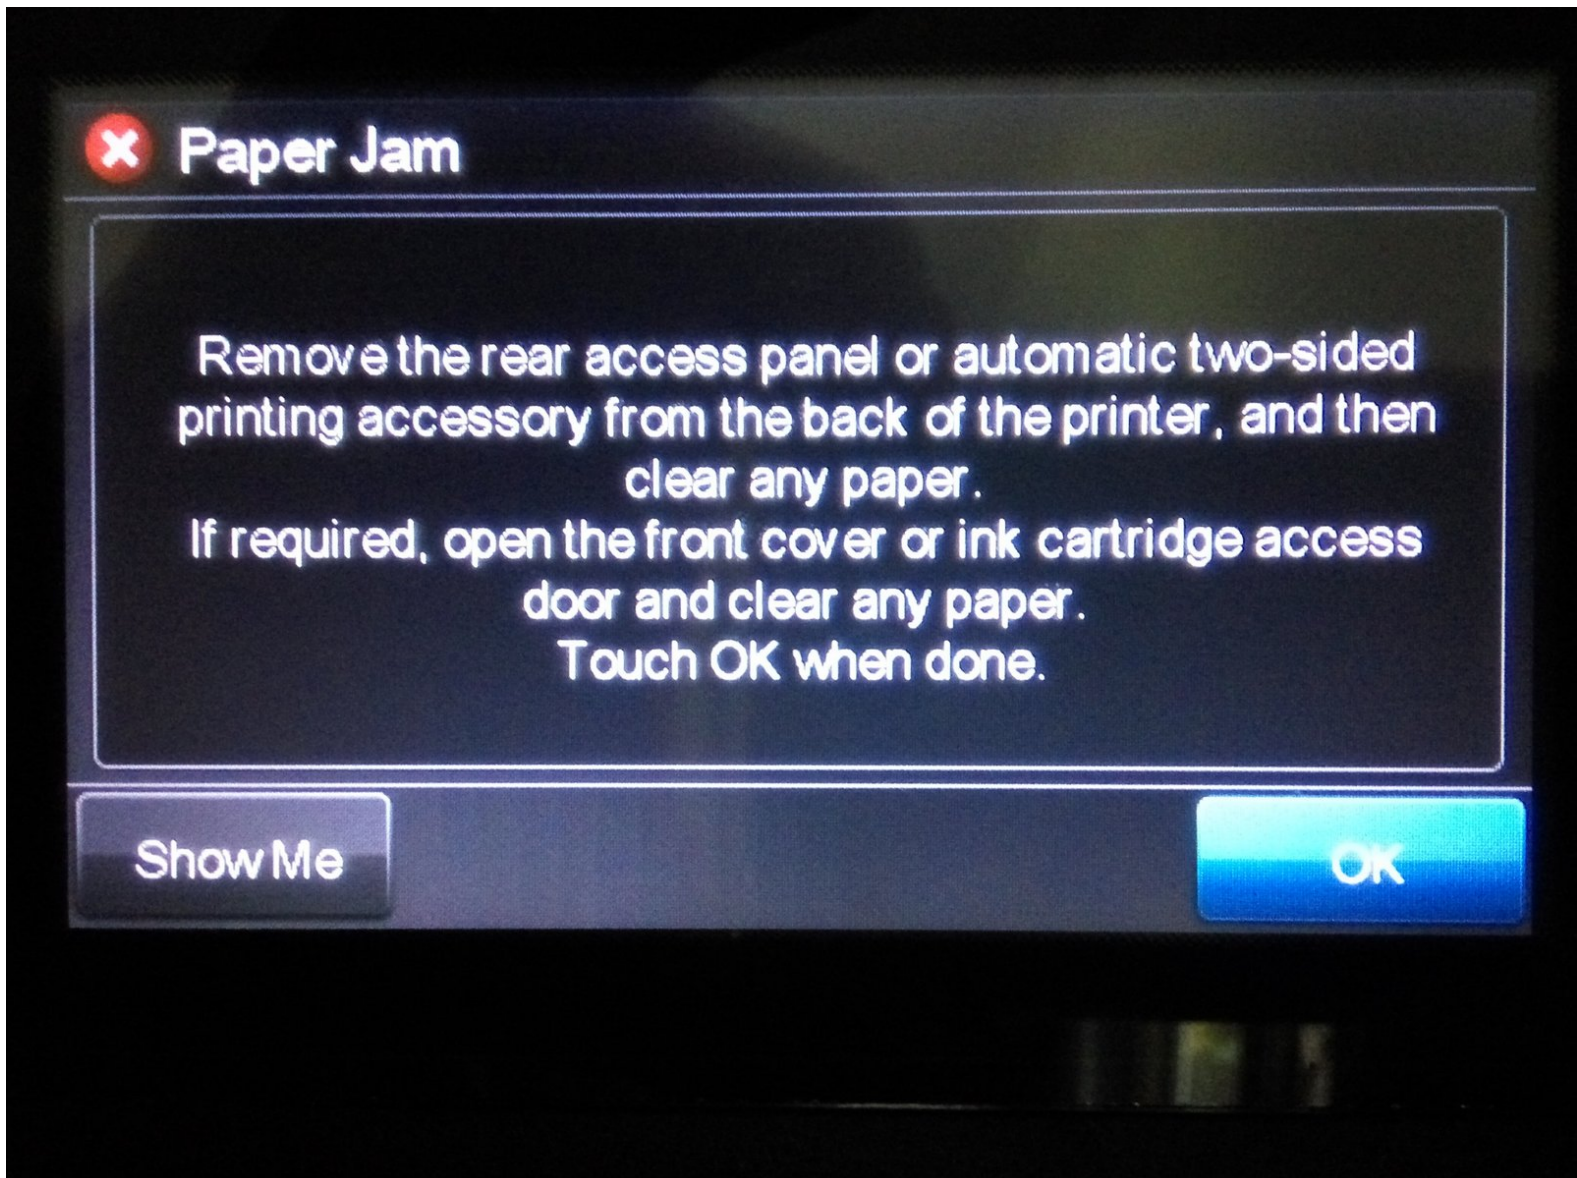 Paper Jam
Remove the rear access panel or automatic two-sided
printing accessory from the back of the printer, and then
clear any paper.
If required, open the front cover or ink cartridge access
door and clear any paper.
Touch OK when done.
Show Me
OK